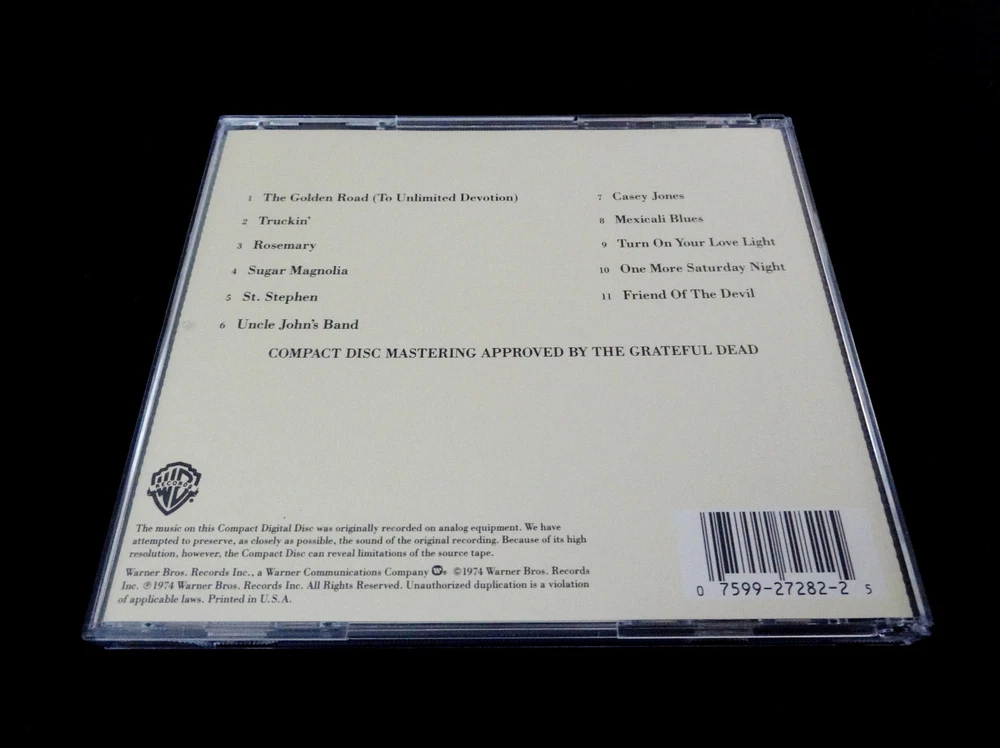 1 The Golden Road (To Unlimited Devotion)
2 Truckin'
3 Rosemary
4 Sugar Magnolia
5 St. Stephen
6 Uncle John's Band
7 Casey Jones
8 Mexicali Blues
9 Turn On Your Love Light
10 One More Saturday Night
11 Friend Of The Devil
COMPACT DISC MASTERING APPROVED BY THE GRATEFUL DEAD
RECORDS
The music on this Compact Digital Disc was originally recorded on analog equipment. We have
attempted to preserve, as closely as possible, the sound of the original recording. Because of its high
resolution, however, the Compact Disc can reveal limitations of the source tape.
Warner Bros. Records Inc., a Warner Communications Company ©1974 Warner Bros. Records
Inc. ℗1974 Warner Bros. Records Inc. All Rights Reserved. Unauthorized duplication is a violation
of applicable laws. Printed in U.S.A.
0 7599-27282-2 5